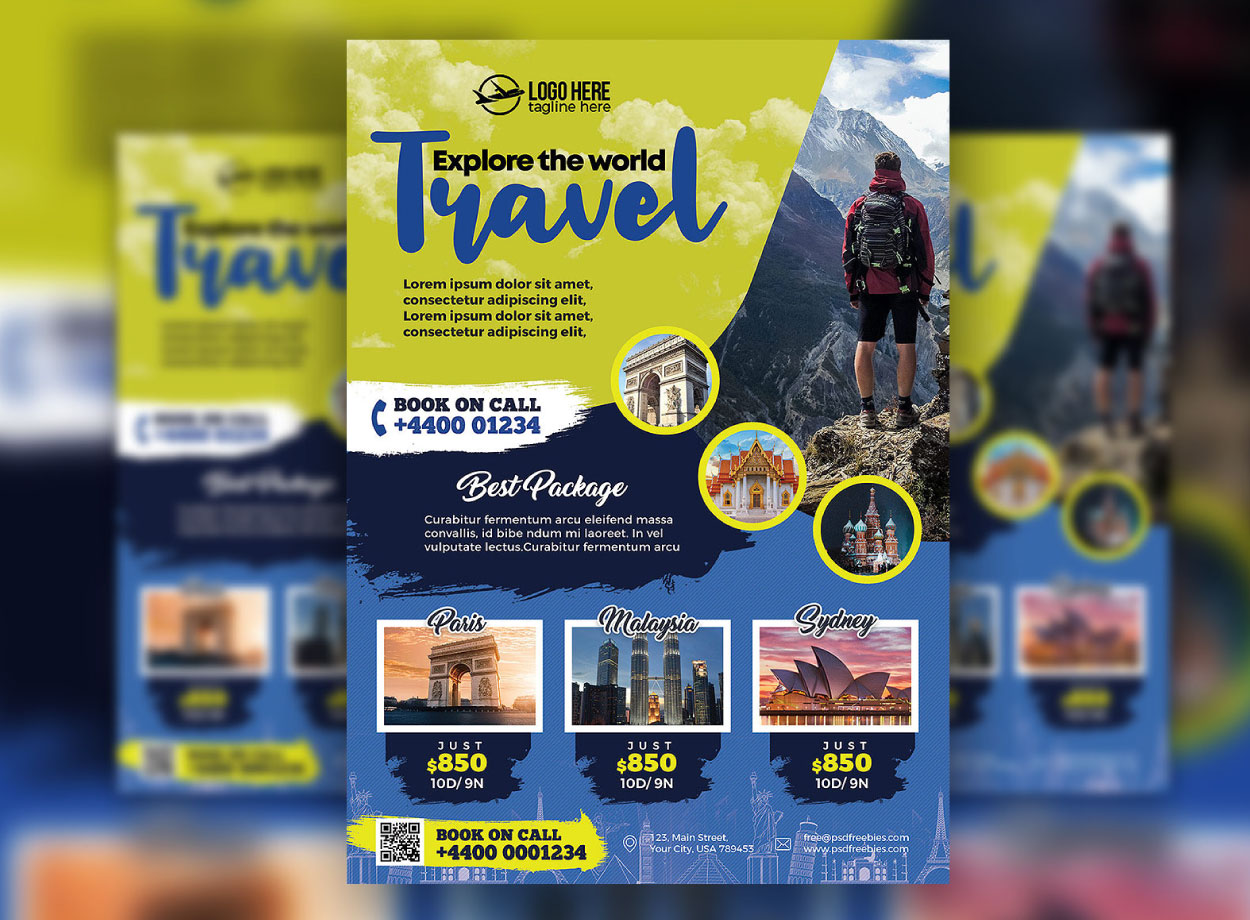 LOGO HERE
tagline here
Explore the world
Travel
Lorem ipsum dolor sit amet,
consectetur adipiscing elit,
Lorem ipsum dolor sit amet,
consectetur adipiscing elit,
BOOK ON CALL
+4400 01234
Best Package
Curabitur fermentum arcu eleifend massa
convallis, id bibe ndum mi laoreet. In vel
vulputate lectus.Curabitur fermentum arcu
Paris
JUST
$850
10D/ 9N
Malaysia
JUST
$850
10D/ 9N
Sydney
JUST
$850
10D/ 9N
BOOK ON CALL
+4400 0001234
123, Main Street,
Your City, USA 789453
free@psdfreebies.com
www.psdfreebies.com